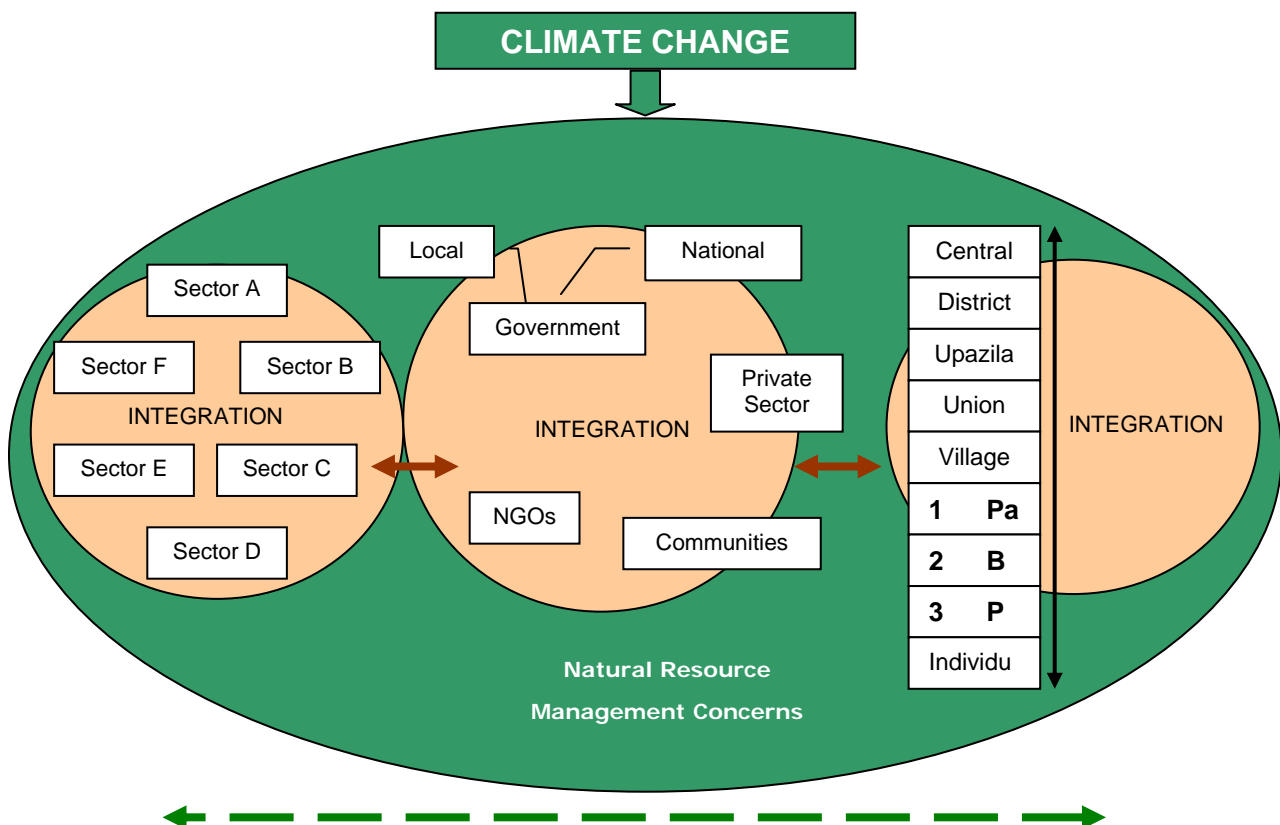 CLIMATE CHANGE
Sector A
Sector F
Sector B
INTEGRATION
Sector E
Sector C
Sector D
Local
National
Government
Private
Sector
INTEGRATION
NGOs
Communities
Central
District
Upazila
Union
Village
1 Pa
2 B
3 P
Individu
INTEGRATION
Natural Resource
Management Concerns